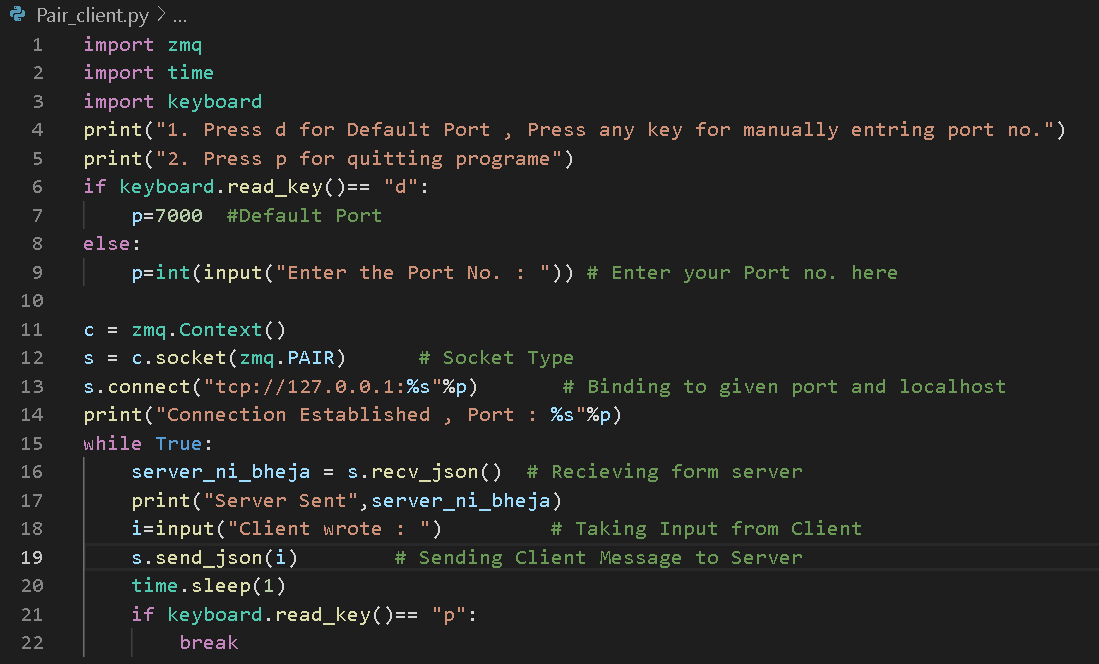 Pair_client.py > ...
1 import zmq
2 import time
3 import keyboard
4 print("1. Press d for Default Port , Press any key for manually entring port no.")
5 print("2. Press p for quitting programe")
6 if keyboard.read_key()== "d":
7     p=7000  #Default Port
8 else:
9     p=int(input("Enter the Port No. : ")) # Enter your Port no. here
10
11 c = zmq.Context()
12 s = c.socket(zmq.PAIR)      # Socket Type
13 s.connect("tcp://127.0.0.1:%s"%p)       # Binding to given port and localhost
14 print("Connection Established , Port : %s"%p)
15 while True:
16     server_ni_bheja = s.recv_json()  # Recieving form server
17     print("Server Sent",server_ni_bheja)
18     i=input("Client wrote : ")         # Taking Input from Client
19     s.send_json(i)        # Sending Client Message to Server
20     time.sleep(1)
21     if keyboard.read_key()== "p":
22         break